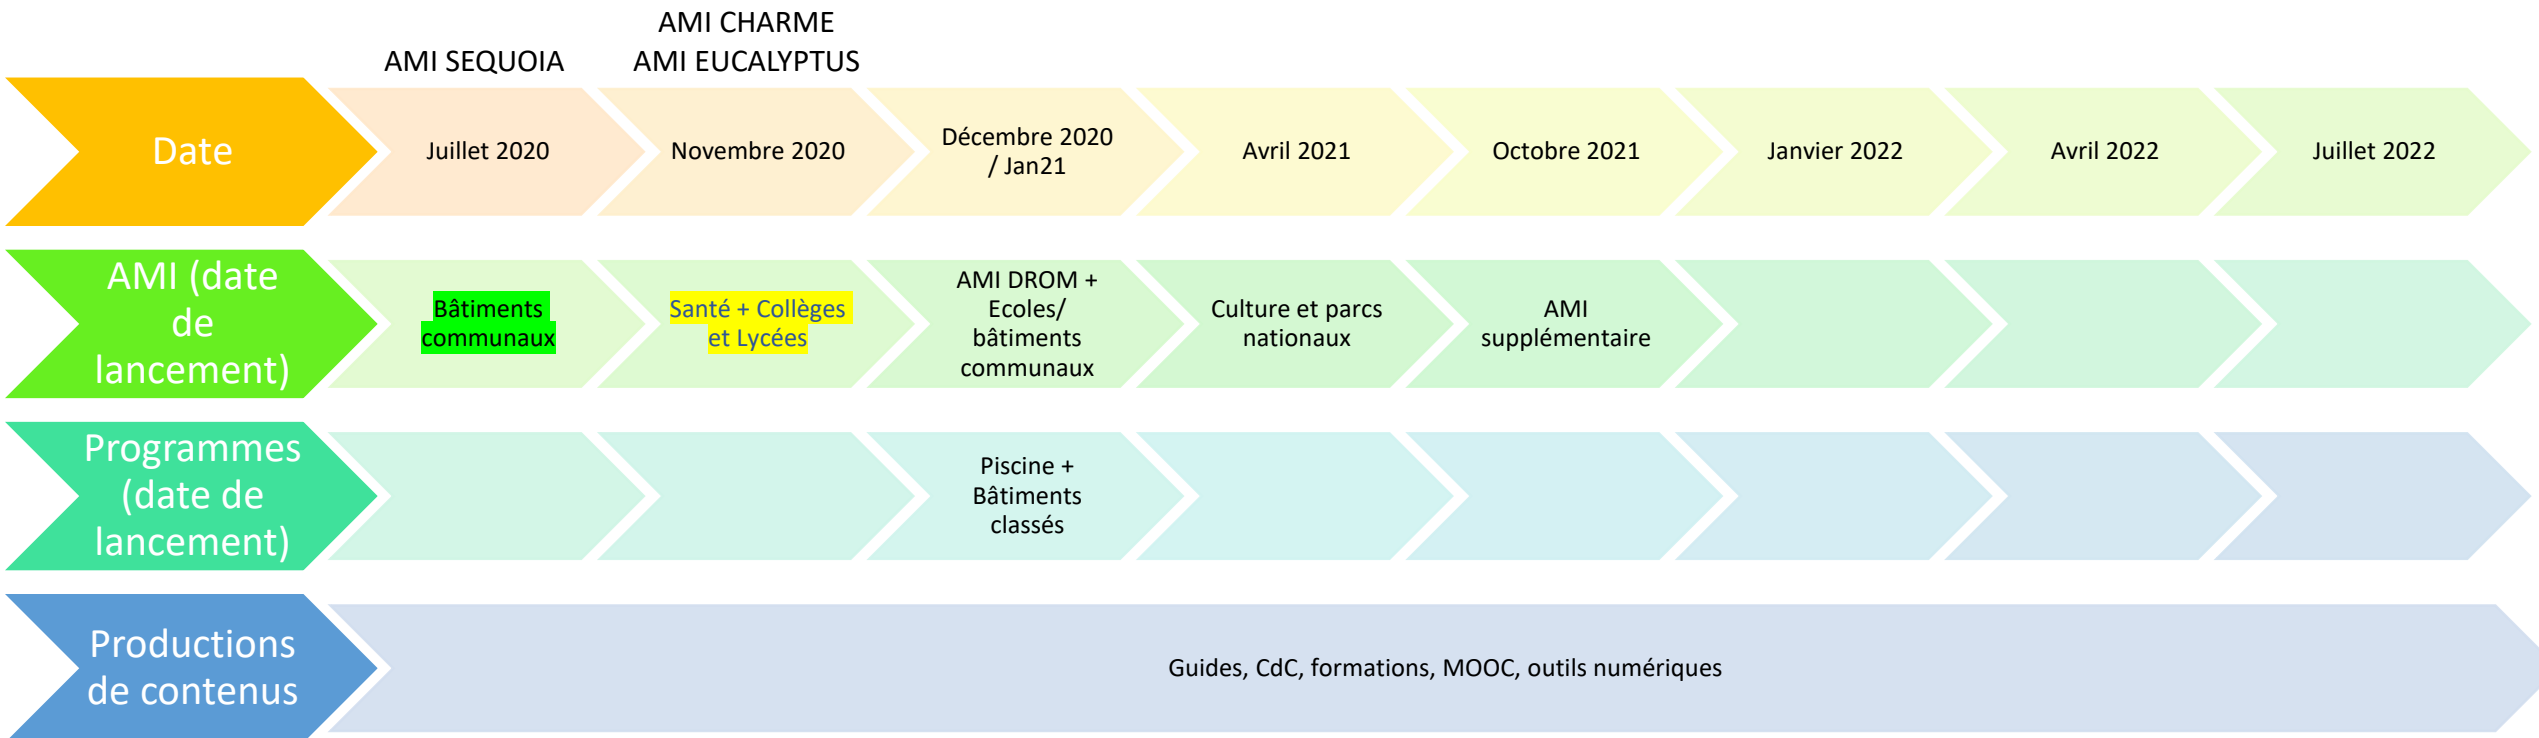 AMI CHARME
AMI SEQUOIA
AMI EUCALYPTUS
Date
Juillet 2020
Novembre 2020
Décembre 2020
/ Jan21
Avril 2021
Octobre 2021
Janvier 2022
Avril 2022
Juillet 2022
AMI (date
de
lancement)
Bâtiments
communaux
Santé + Collèges
et Lycées
AMI DROM +
Ecoles/
bâtiments
communaux
Culture et parcs
nationaux
AMI
supplémentaire
Programmes
(date de
lancement)
Piscine +
Bâtiments
classés
Productions
de contenus
Guides, CdC, formations, MOOC, outils numériques